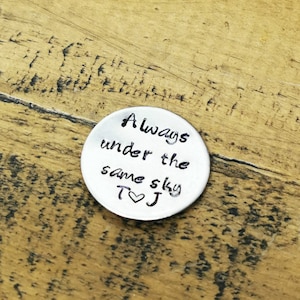 Always
under the
same sky
T♡J